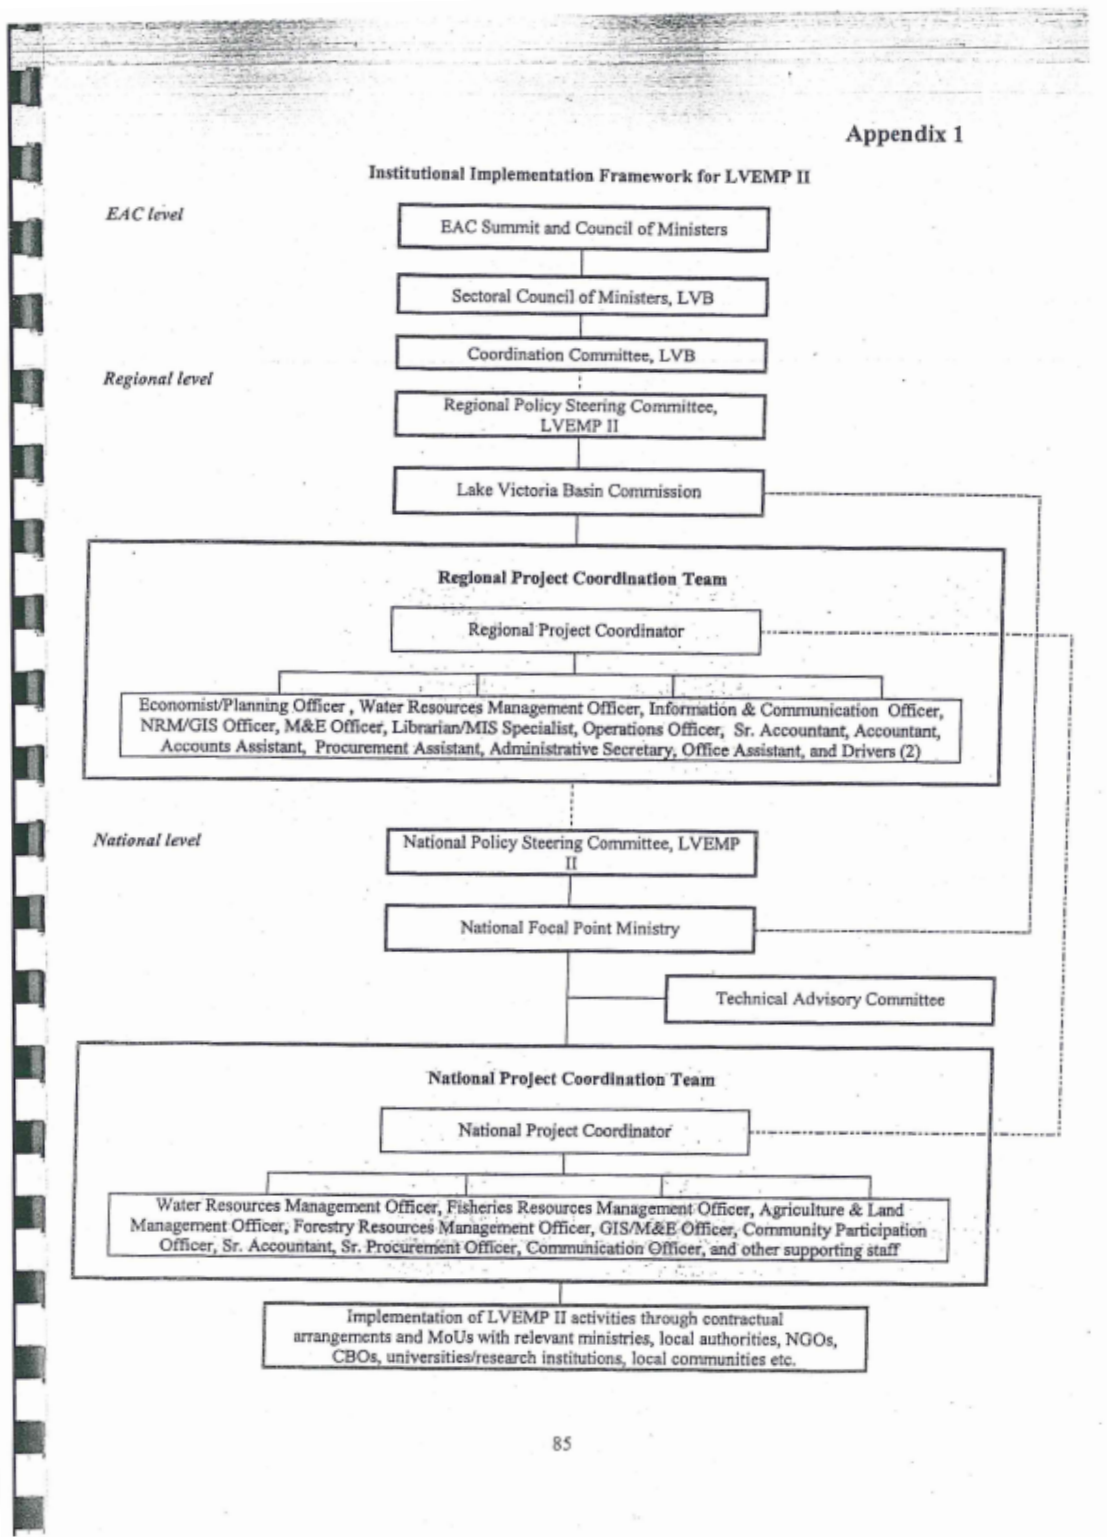 Appendix 1
Institutional Implementation Framework for LVEMP II
EAC level
EAC Summit and Council of Ministers
Sectoral Council of Ministers, LVB
Coordination Committee, LVB
Regional level
Regional Policy Steering Committee,
LVEMP II
Lake Victoria Basin Commission
Regional Project Coordination Team
Regional Project Coordinator
Economist/Planning Officer , Water Resources Management Officer, Information & Communication Officer,
NRM/GIS Officer, M&E Officer, Librarian/MIS Specialist, Operations Officer, Sr. Accountant, Accountant,
Accounts Assistant, Procurement Assistant, Administrative Secretary, Office Assistant, and Drivers (2)
National level
National Policy Steering Committee, LVEMP
II
National Focal Point Ministry
Technical Advisory Committee
National Project Coordination Team
National Project Coordinator
Water Resources Management Officer, Fisheries Resources Management Officer, Agriculture & Land
Management Officer, Forestry Resources Management Officer, GIS/M&E Officer, Community Participation
Officer, Sr. Accountant, Sr. Procurement Officer, Communication Officer, and other supporting staff
Implementation of LVEMP II activities through contractual
arrangements and MoUs with relevant ministries, local authorities, NGOs,
CBOs, universities/research institutions, local communities etc.
85